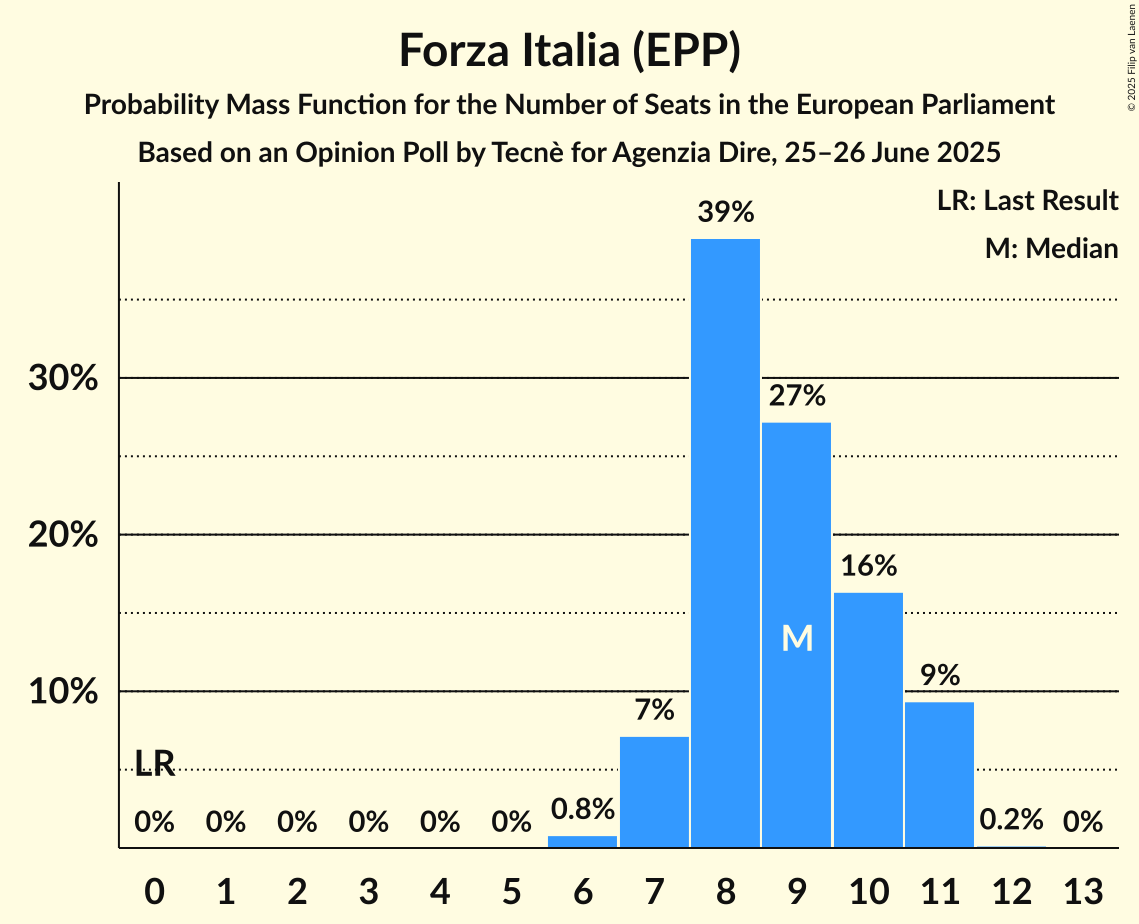 Forza Italia (EPP)
Probability Mass Function for the Number of Seats in the European Parliament
Based on an Opinion Poll by Tecnè for Agenzia Dire, 25–26 June 2025
© 2025 Filip van Laenen
LR: Last Result
M: Median
39%
30%
27%
20%
16%
M
10%
9%
7%
LR
0% 0% 0% 0% 0% 0% 0.8% 0.2% 0%
0 1 2 3 4 5 6 7 8 9 10 11 12 13